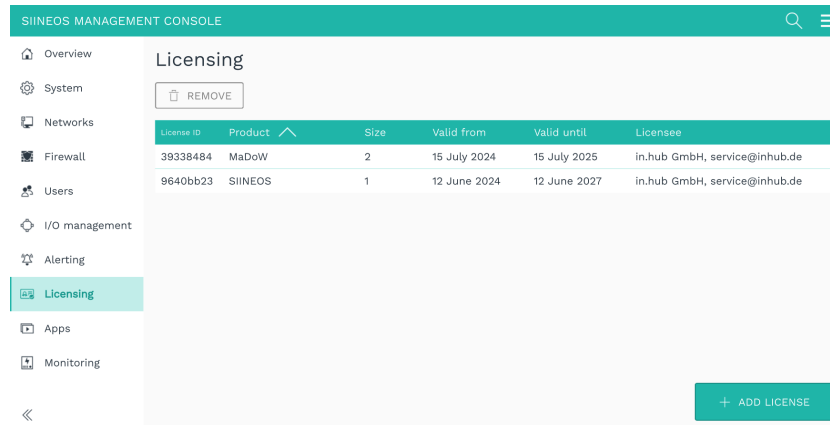 SIINEOS MANAGEMENT CONSOLE
Overview
System
Networks
Firewall
Users
I/O management
Alerting
Licensing
Apps
Monitoring
Licensing
REMOVE
License ID Product Size Valid from Valid until Licensee
39338484 MaDoW 2 15 July 2024 15 July 2025 in.hub GmbH, service@inhub.de
9640bb23 SIINEOS 1 12 June 2024 12 June 2027 in.hub GmbH, service@inhub.de
+ ADD LICENSE